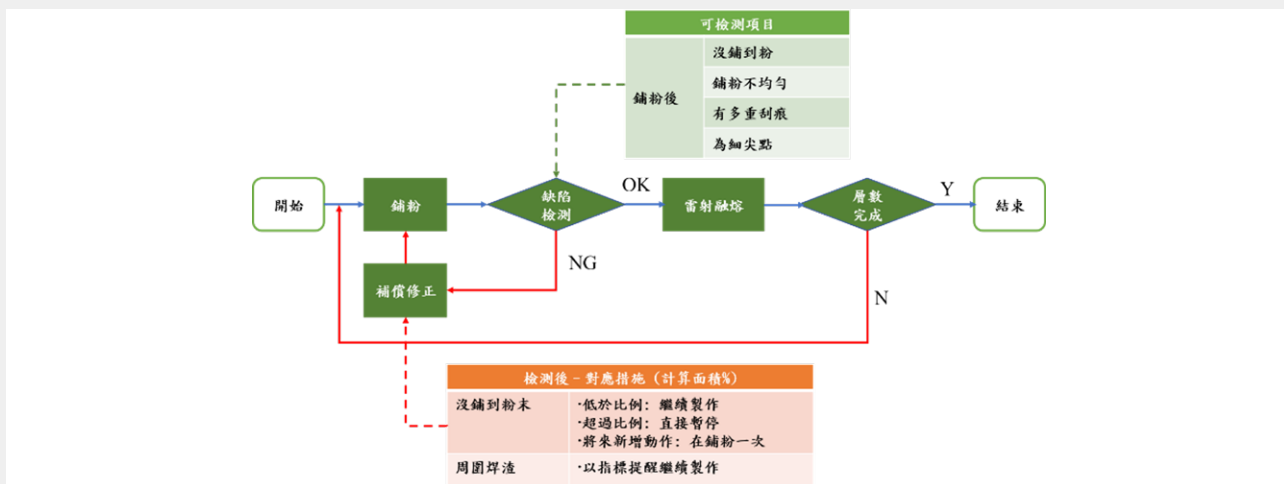 可檢測項目
鋪粉後
沒鋪到粉
鋪粉不均勻
有多重刮痕
為細尖點
開始
鋪粉
缺陷
檢測
OK
雷射融熔
層數
完成
Y
結束
NG
補償修正
N
檢測後－對應措施（計算面積%）
沒鋪到粉末
·低於比例：繼續製作
·超過比例：直接暫停
·將來新增動作：在鋪粉一次
周圍焊渣
·以指標提醒繼續製作